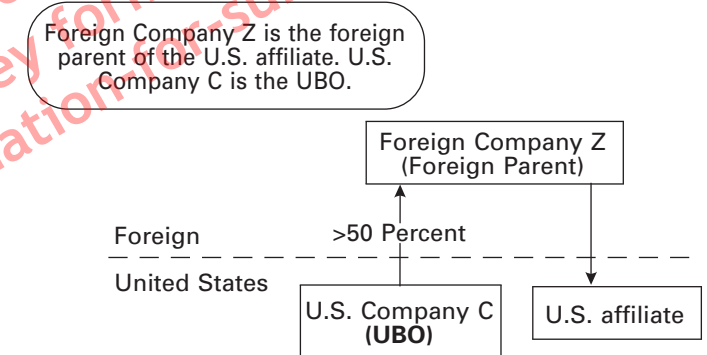 Foreign Company Z is the foreign
parent of the U.S. affiliate. U.S.
Company C is the UBO.
Foreign Company Z
(Foreign Parent)
Foreign
>50 Percent
United States
U.S. Company C
(UBO)
U.S. affiliate